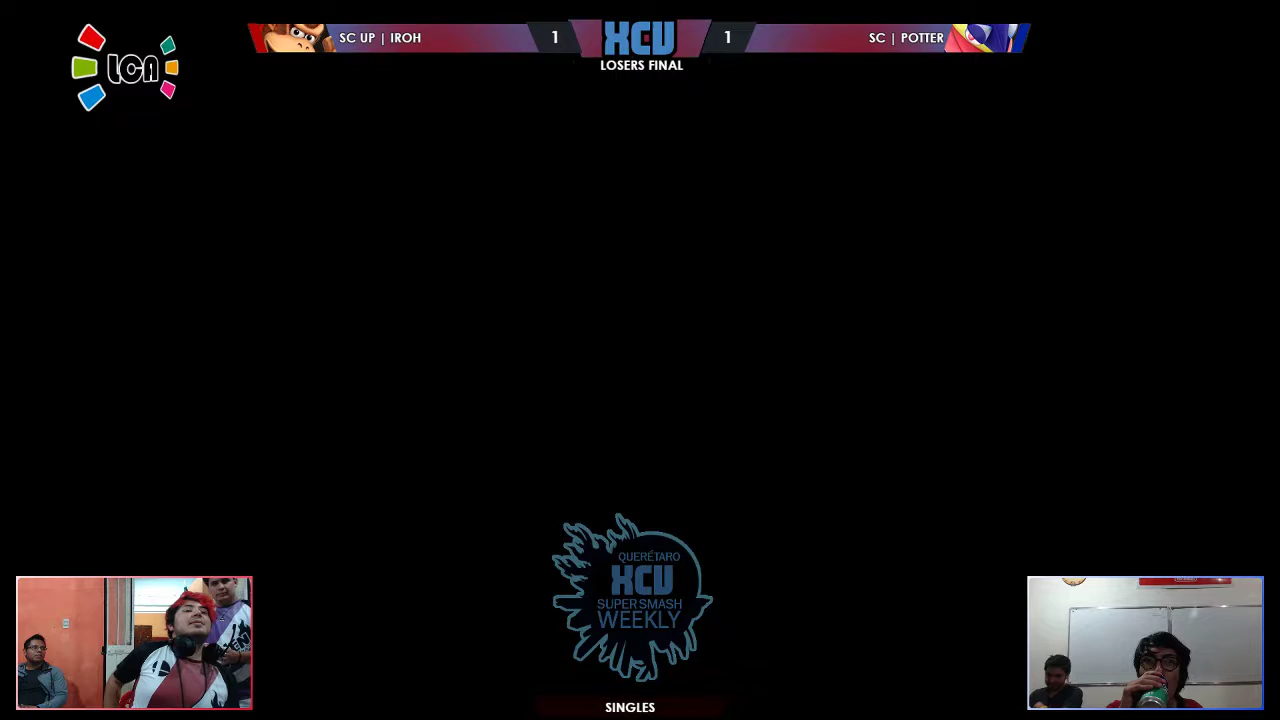 LCA
SC UP | IROH
1
XCU
1
SC | POTTER
LOSERS FINAL
QUERÉTARO
XCU
SUPER SMASH
WEEKLY
SINGLES